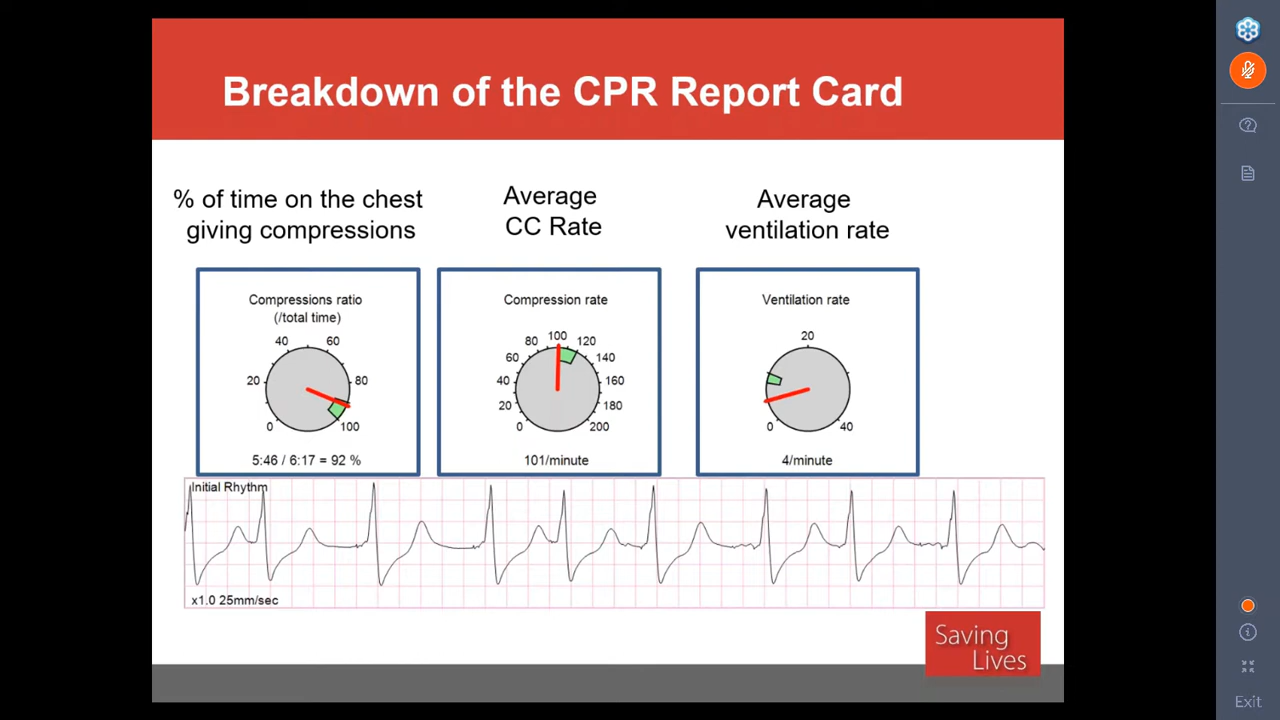 Breakdown of the CPR Report Card
% of time on the chest
giving compressions
Average
CC Rate
Average
ventilation rate
Compressions ratio
(/total time)
40
60
20
80
0
100
5:46 / 6:17 = 92 %
Compression rate
100
80
120
60
140
40
160
20
180
0
200
101/minute
Ventilation rate
20
0
40
4/minute
Initial Rhythm
x1.0 25mm/sec
Saving
Lives
Exit